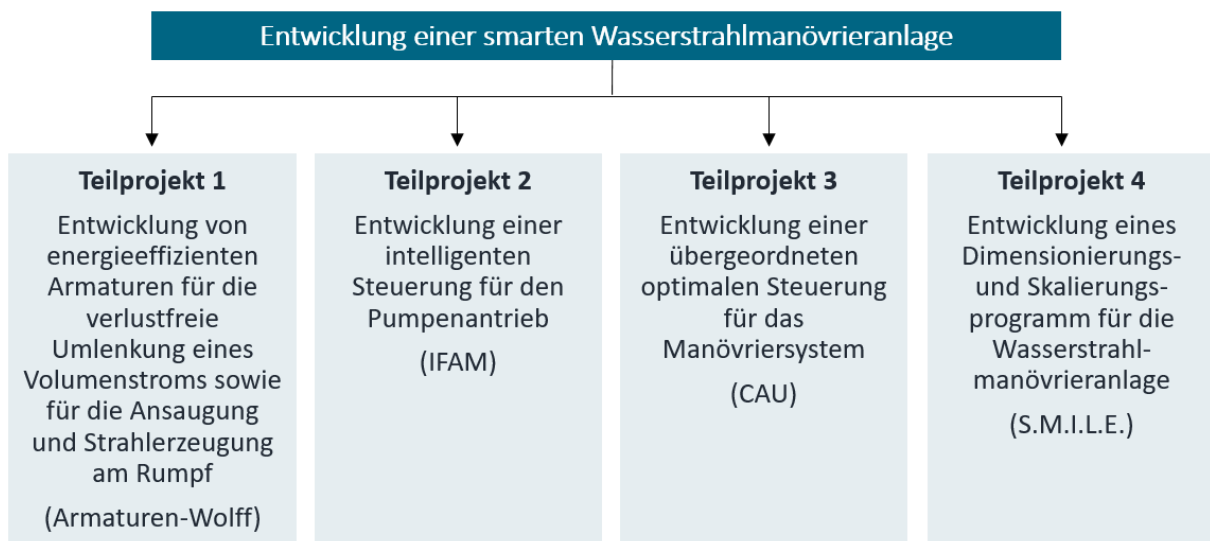 Entwicklung einer smarten Wasserstrahlmanövrieranlage
Teilprojekt 1
Entwicklung von
energieeffizienten
Armaturen für die
verlustfreie
Umlenkung eines
Volumenstroms sowie
für die Ansaugung
und Strahlerzeugung
am Rumpf
(Armaturen-Wolff)
Teilprojekt 2
Entwicklung einer
intelligenten
Steuerung für den
Pumpenantrieb
(IFAM)
Teilprojekt 3
Entwicklung einer
übergeordneten
optimalen Steuerung
für das
Manövriersystem
(CAU)
Teilprojekt 4
Entwicklung eines
Dimensionierungs-
und Skalierungs-
programm für die
Wasserstrahl-
manövrieranlage
(S.M.I.L.E.)